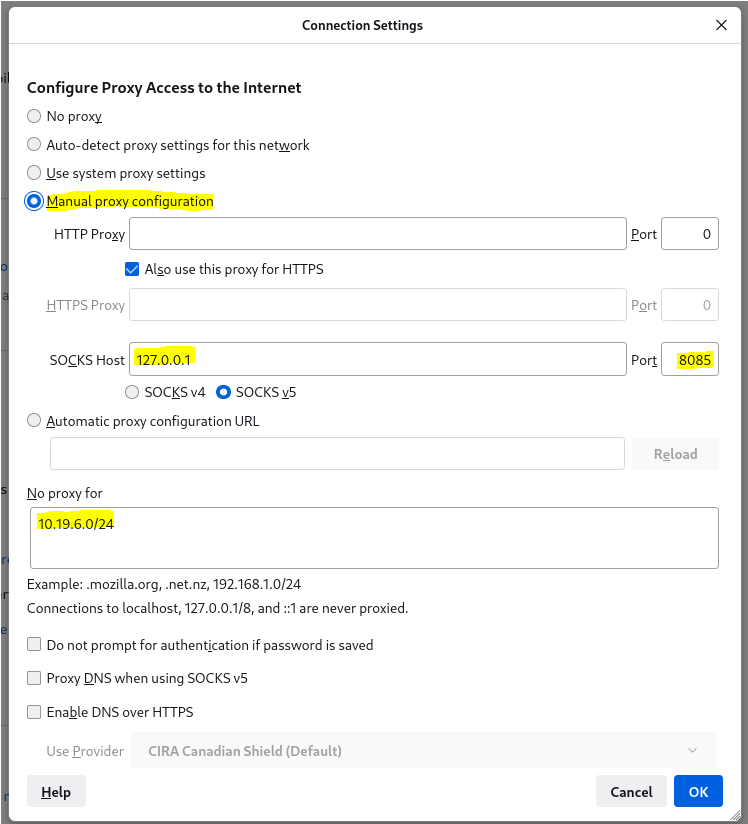 Connection Settings
Configure Proxy Access to the Internet
No proxy
Auto-detect proxy settings for this network
Use system proxy settings
Manual proxy configuration
HTTP Proxy Port 0
Also use this proxy for HTTPS
HTTPS Proxy Port 0
SOCKS Host 127.0.0.1 Port 8085
SOCKS v4 SOCKS v5
Automatic proxy configuration URL
Reload
No proxy for
10.19.6.0/24
Example: .mozilla.org, .net.nz, 192.168.1.0/24
Connections to localhost, 127.0.0.1/8, and ::1 are never proxied.
Do not prompt for authentication if password is saved
Proxy DNS when using SOCKS v5
Enable DNS over HTTPS
Use Provider CIRA Canadian Shield (Default)
Help Cancel OK